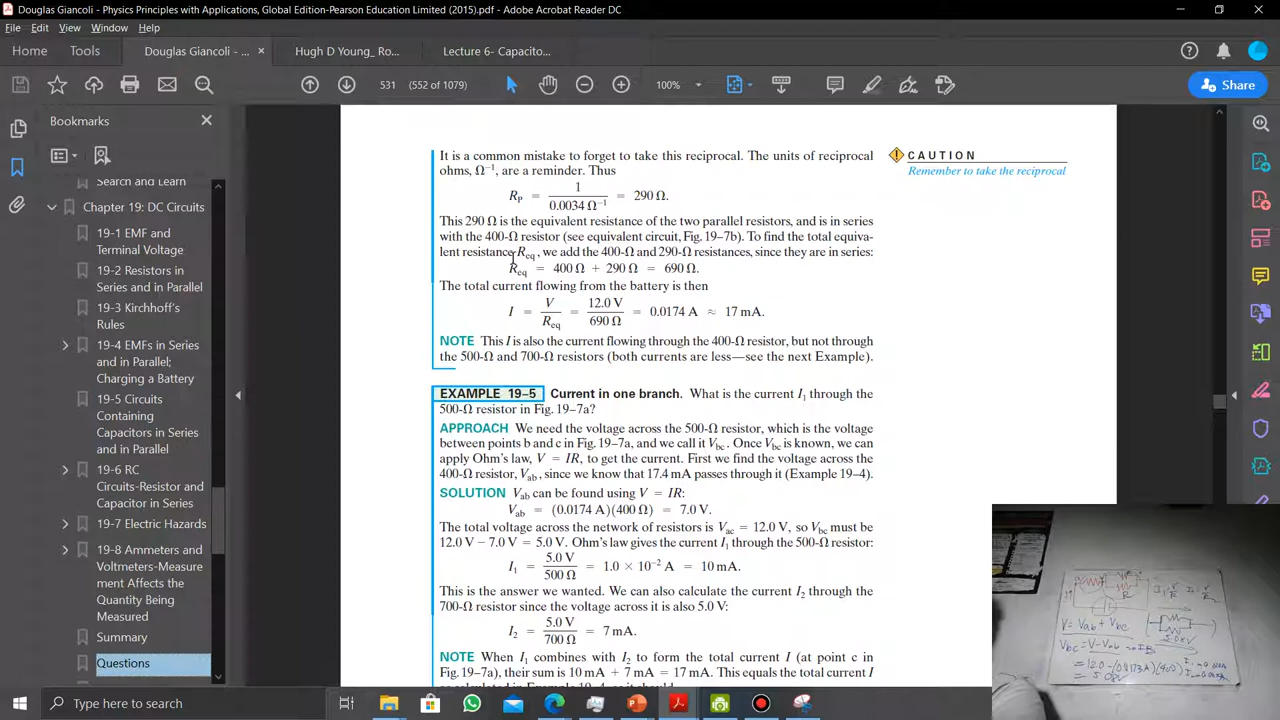 Douglas Giancoli - Physics Principles with Applications, Global Edition-Pearson Education Limited (2015).pdf - Adobe Acrobat Reader DC
File Edit View Window Help
Home Tools Douglas Giancoli - ... × Hugh D Young_ Ro... Lecture 6- Capacito...
531 (552 of 1079) 100% Share
Bookmarks
Search and Learn
Chapter 19: DC Circuits
19-1 EMF and
Terminal Voltage
19-2 Resistors in
Series and in Parallel
19-3 Kirchhoff's
Rules
19-4 EMFs in Series
and in Parallel;
Charging a Battery
19-5 Circuits
Containing
Capacitors in Series
and in Parallel
19-6 RC
Circuits-Resistor and
Capacitor in Series
19-7 Electric Hazards
19-8 Ammeters and
Voltmeters-Measure
ment Affects the
Quantity Being
Measured
Summary
Questions
It is a common mistake to forget to take this reciprocal. The units of reciprocal
ohms, Ω⁻¹, are a reminder. Thus
R_P = 1 / 0.0034 Ω⁻¹ = 290 Ω.
This 290 Ω is the equivalent resistance of the two parallel resistors, and is in series
with the 400-Ω resistor (see equivalent circuit, Fig. 19–7b). To find the total equiva-
lent resistance R_eq, we add the 400-Ω and 290-Ω resistances, since they are in series:
R_eq = 400 Ω + 290 Ω = 690 Ω.
The total current flowing from the battery is then
I = V / R_eq = 12.0 V / 690 Ω = 0.0174 A ≈ 17 mA.
NOTE This I is also the current flowing through the 400-Ω resistor, but not through
the 500-Ω and 700-Ω resistors (both currents are less—see the next Example).
CAUTION
Remember to take the reciprocal
EXAMPLE 19–5 Current in one branch. What is the current I₁ through the
500-Ω resistor in Fig. 19–7a?
APPROACH We need the voltage across the 500-Ω resistor, which is the voltage
between points b and c in Fig. 19–7a, and we call it V_bc. Once V_bc is known, we can
apply Ohm's law, V = IR, to get the current. First we find the voltage across the
400-Ω resistor, V_ab, since we know that 17.4 mA passes through it (Example 19–4).
SOLUTION V_ab can be found using V = IR:
V_ab = (0.0174 A)(400 Ω) = 7.0 V.
The total voltage across the network of resistors is V_ac = 12.0 V, so V_bc must be
12.0 V − 7.0 V = 5.0 V. Ohm's law gives the current I₁ through the 500-Ω resistor:
I₁ = 5.0 V / 500 Ω = 1.0 × 10⁻² A = 10 mA.
This is the answer we wanted. We can also calculate the current I₂ through the
700-Ω resistor since the voltage across it is also 5.0 V:
I₂ = 5.0 V / 700 Ω = 7 mA.
NOTE When I₁ combines with I₂ to form the total current I (at point c in
Fig. 19–7a), their sum is 10 mA + 7 mA = 17 mA. This equals the total current I
V = Vab + Vbc
Vbc = V - Vab
Type here to search